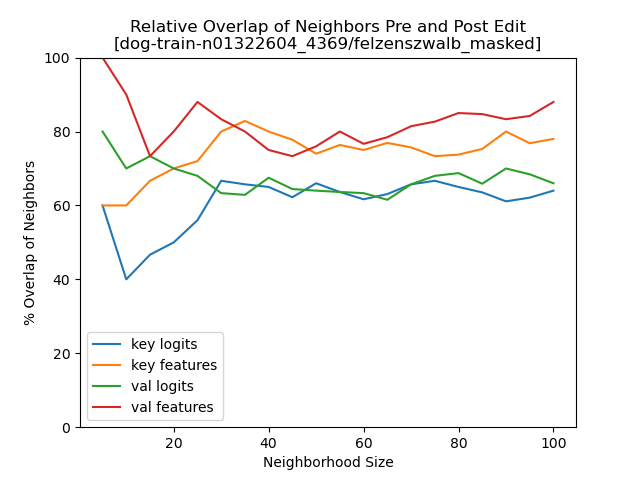 Relative Overlap of Neighbors Pre and Post Edit
[dog-train-n01322604_4369/felzenszwalb_masked]
% Overlap of Neighbors
100
80
60
40
20
0
key logits
key features
val logits
val features
20
40
60
80
100
Neighborhood Size